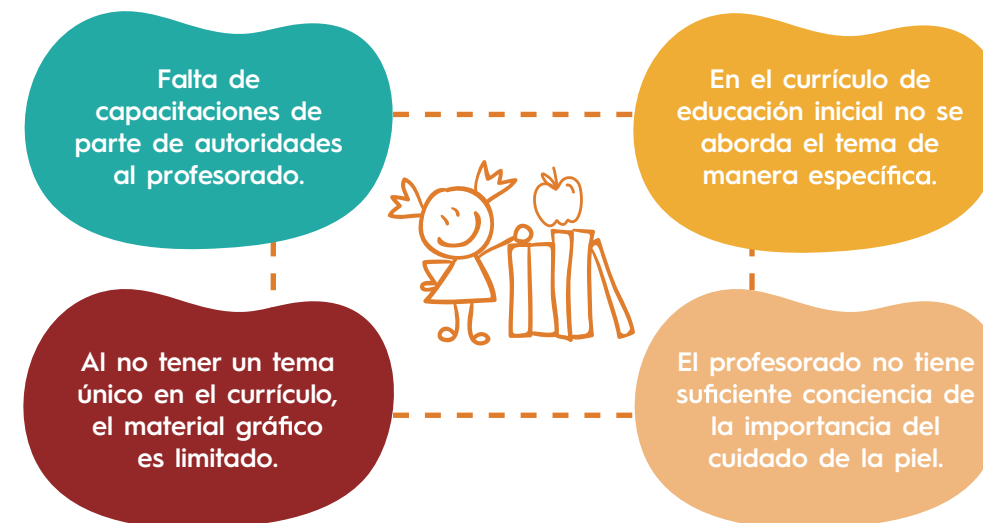 Falta de
capacitaciones de
parte de autoridades
al profesorado.
En el currículo de
educación inicial no se
aborda el tema de
manera específica.
Al no tener un tema
único en el currículo,
el material gráfico
es limitado.
El profesorado no tiene
suficiente conciencia de
la importancia del
cuidado de la piel.